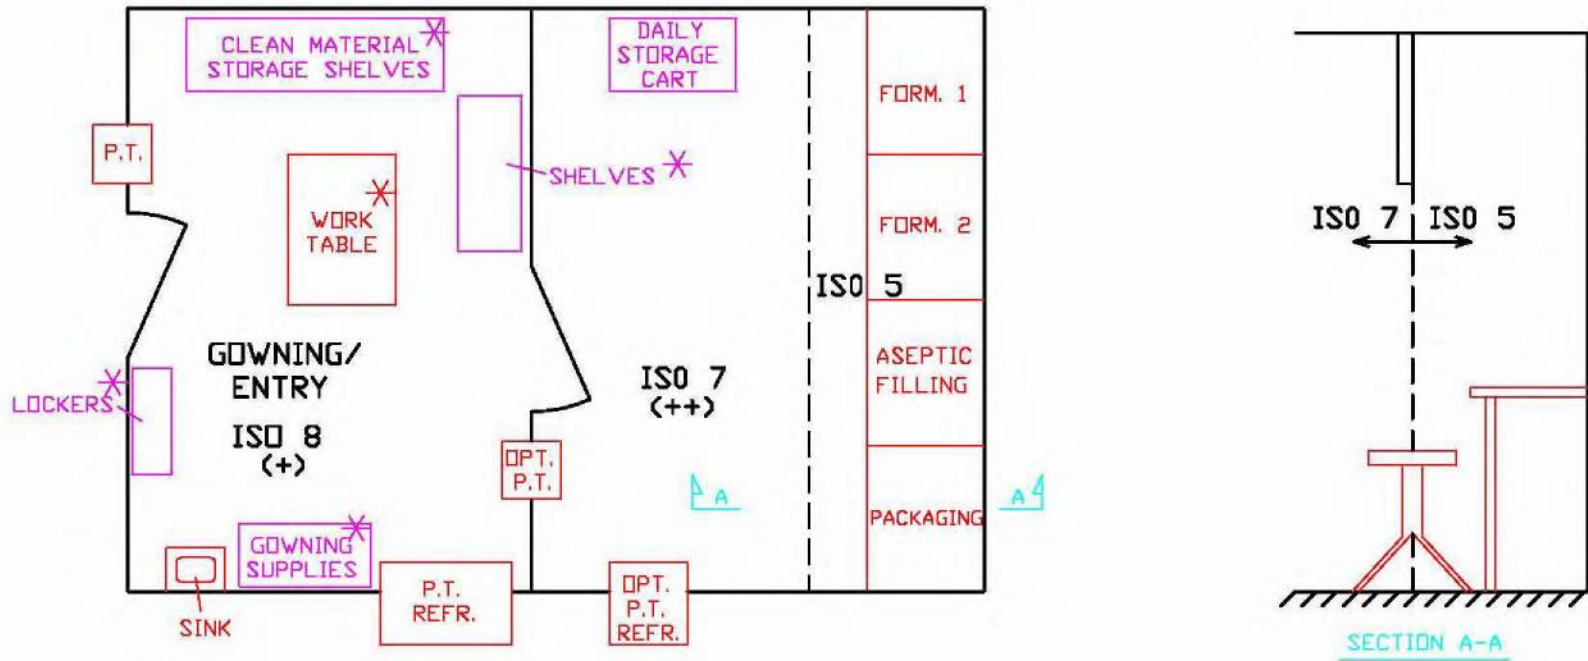 CLEAN MATERIAL
STORAGE SHELVES
DAILY
STORAGE
CART
FORM. 1
P.T.
SHELVES
WORK
TABLE
FORM. 2
ISO 7
ISO 5
ISO 5
GOWNING/
ENTRY
ISO 8
(+)
ISO 7
(++)
ASEPTIC
FILLING
LOCKERS
OPT.
P.T.
A
A
PACKAGING
GOWNING
SUPPLIES
SINK
P.T.
REFR.
OPT.
P.T.
REFR.
SECTION A-A